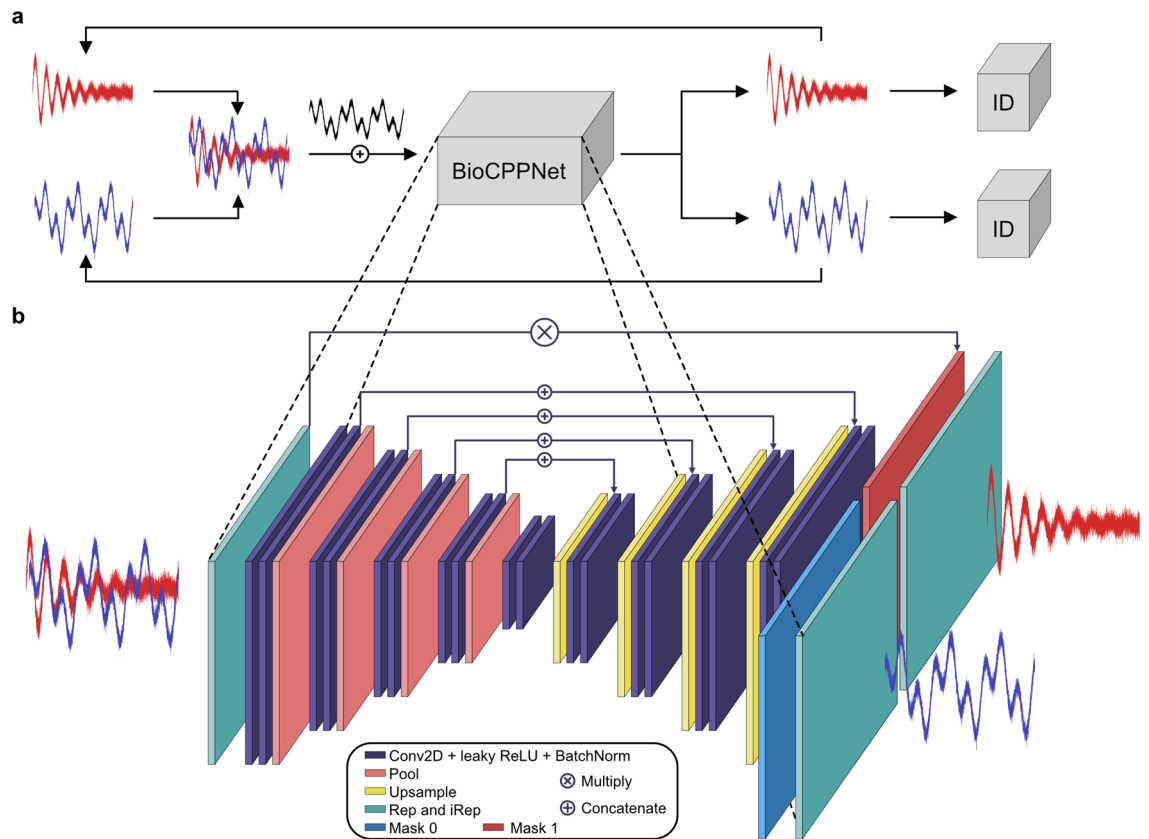 a
BioCPPNet
ID
ID
b
Conv2D + leaky ReLU + BatchNorm
Pool
Upsample
Rep and iRep
Mask 0
Mask 1
Multiply
Concatenate